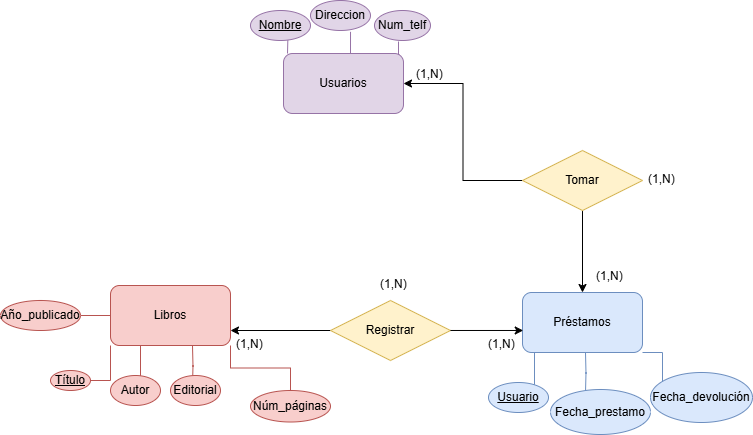 Nombre
Direccion
Num_telf
Usuarios
(1,N)
Tomar
(1,N)
(1,N)
(1,N)
Año_publicado
Libros
Registrar
Préstamos
(1,N)
(1,N)
Título
Autor
Editorial
Núm_páginas
Usuario
Fecha_prestamo
Fecha_devolución